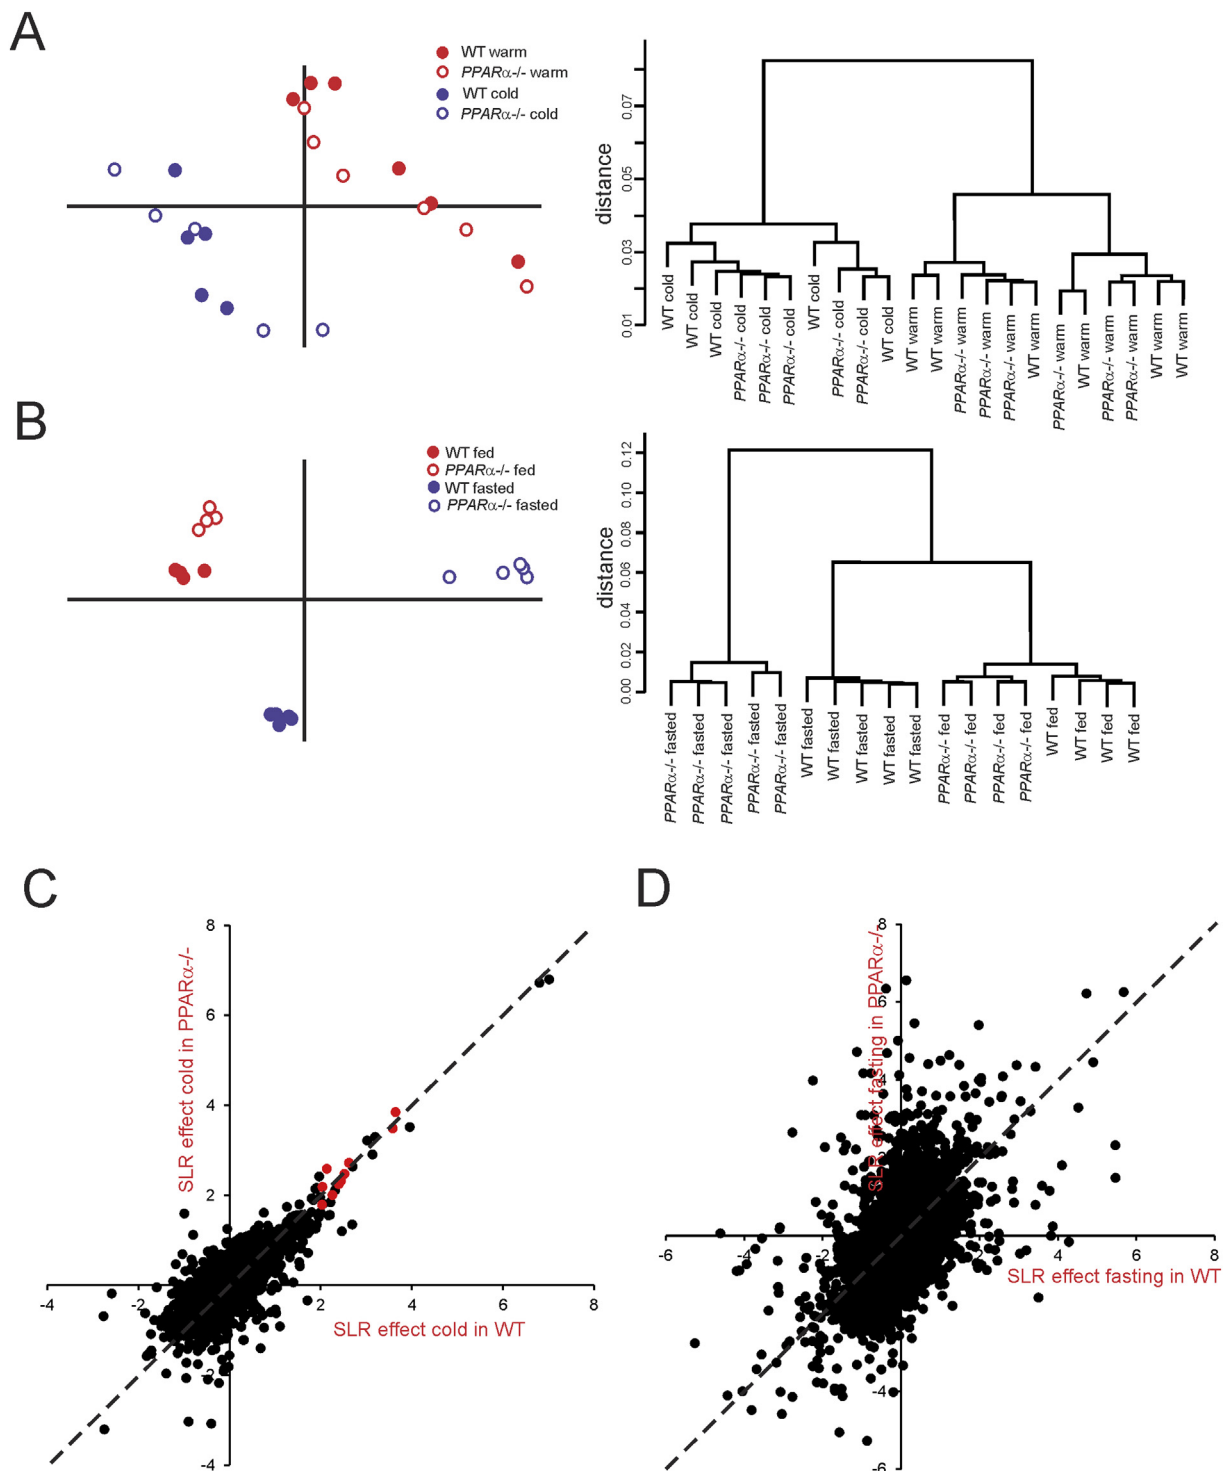 A
WT warm
PPARα-/- warm
WT cold
PPARα-/- cold
distance
0.07
0.05
0.03
0.01
WT cold
WT cold
WT cold
PPARα-/- cold
PPARα-/- cold
PPARα-/- cold
WT cold
PPARα-/- cold
PPARα-/- cold
WT cold
WT warm
WT warm
PPARα-/- warm
PPARα-/- warm
PPARα-/- warm
WT warm
PPARα-/- warm
WT warm
PPARα-/- warm
PPARα-/- warm
WT warm
WT warm
B
WT fed
PPARα-/- fed
WT fasted
PPARα-/- fasted
distance
0.12
0.10
0.08
0.06
0.04
0.02
0.00
PPARα-/- fasted
PPARα-/- fasted
PPARα-/- fasted
PPARα-/- fasted
PPARα-/- fasted
WT fasted
WT fasted
WT fasted
WT fasted
WT fasted
PPARα-/- fed
PPARα-/- fed
PPARα-/- fed
PPARα-/- fed
WT fed
WT fed
WT fed
WT fed
C
SLR effect cold in PPARα-/-
8
6
4
2
-2
-4
-4
-2
2
4
6
8
SLR effect cold in WT
D
SLR effect fasting in PPARα-/-
8
6
4
-4
-6
-6
-4
-2
2
4
6
8
SLR effect fasting in WT